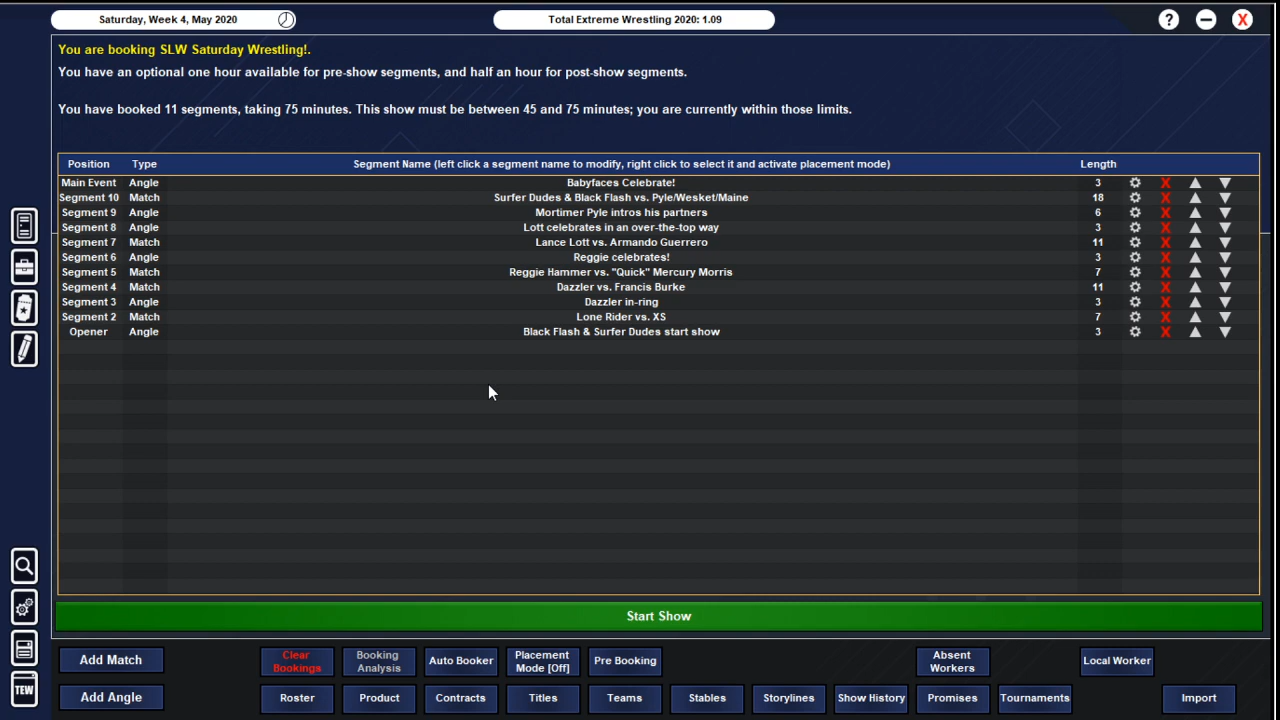 Saturday, Week 4, May 2020
Total Extreme Wrestling 2020: 1.09
?
X
You are booking SLW Saturday Wrestling!.
You have an optional one hour available for pre-show segments, and half an hour for post-show segments.
You have booked 11 segments, taking 75 minutes. This show must be between 45 and 75 minutes; you are currently within those limits.
Position Type Segment Name (left click a segment name to modify, right click to select it and activate placement mode) Length
Main Event Angle Babyfaces Celebrate! 3 X
Segment 10 Match Surfer Dudes & Black Flash vs. Pyle/Wesket/Maine 18 X
Segment 9 Angle Mortimer Pyle intros his partners 6 X
Segment 8 Angle Lott celebrates in an over-the-top way 3 X
Segment 7 Match Lance Lott vs. Armando Guerrero 11 X
Segment 6 Angle Reggie celebrates! 3 X
Segment 5 Match Reggie Hammer vs. "Quick" Mercury Morris 7 X
Segment 4 Match Dazzler vs. Francis Burke 11 X
Segment 3 Angle Dazzler in-ring 3 X
Segment 2 Match Lone Rider vs. XS 7 X
Opener Angle Black Flash & Surfer Dudes start show 3 X
Start Show
Add Match
Clear
Bookings
Booking
Analysis
Auto Booker
Placement
Mode [Off]
Pre Booking
Absent
Workers
Local Worker
TEW
Add Angle
Roster
Product
Contracts
Titles
Teams
Stables
Storylines
Show History
Promises
Tournaments
Import